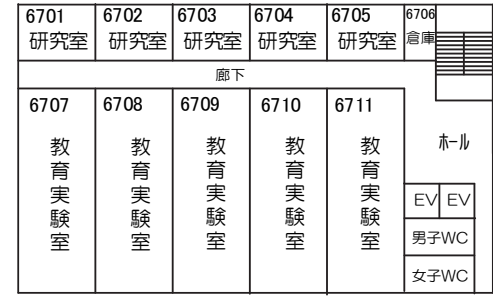 6701
研究室
6702
研究室
6703
研究室
6704
研究室
6705
研究室
6706
倉庫
廊下
6707
教育実験室
6708
教育実験室
6709
教育実験室
6710
教育実験室
6711
教育実験室
ホール
EV
EV
男子WC
女子WC